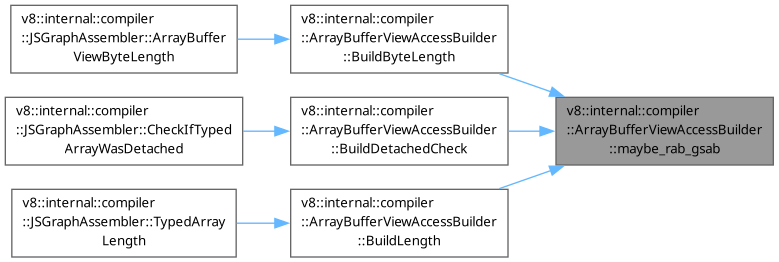 v8::internal::compiler
::JSGraphAssembler::ArrayBuffer
ViewByteLength
v8::internal::compiler
::ArrayBufferViewAccessBuilder
::BuildByteLength
v8::internal::compiler
::JSGraphAssembler::CheckIfTyped
ArrayWasDetached
v8::internal::compiler
::ArrayBufferViewAccessBuilder
::BuildDetachedCheck
v8::internal::compiler
::ArrayBufferViewAccessBuilder
::maybe_rab_gsab
v8::internal::compiler
::JSGraphAssembler::TypedArray
Length
v8::internal::compiler
::ArrayBufferViewAccessBuilder
::BuildLength